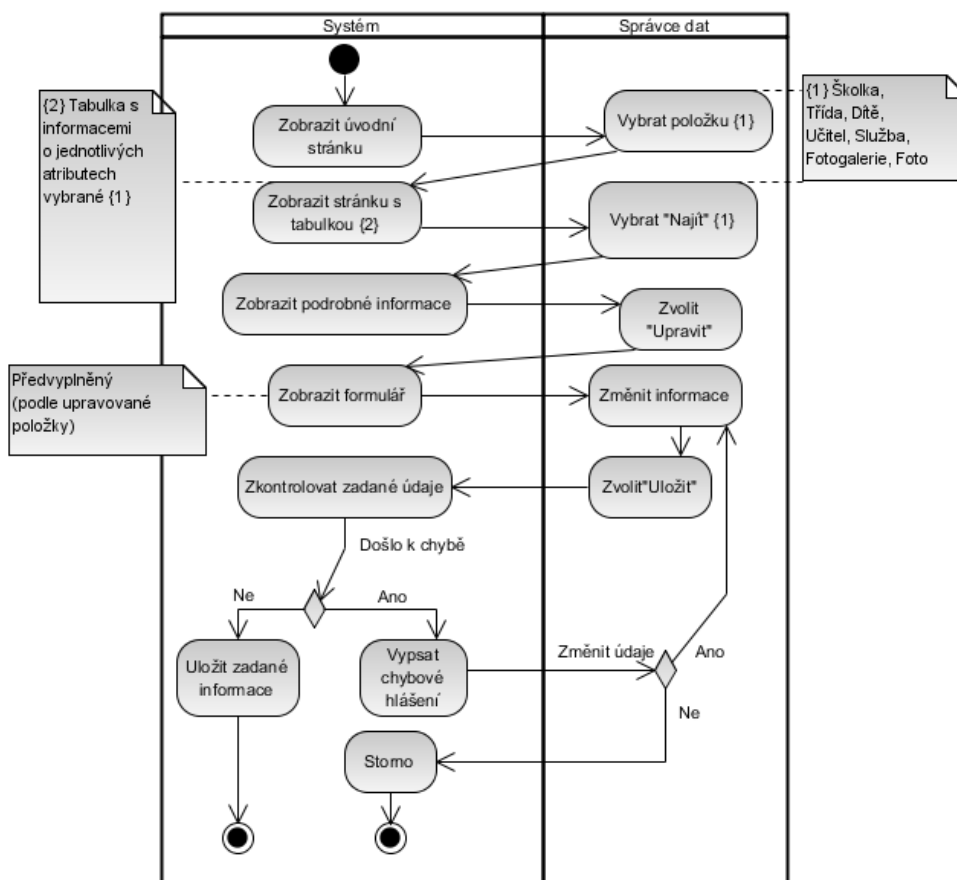 Systém
Správce dat
{2} Tabulka s
informacemi
o jednotlivých
atributech
vybrané {1}
Zobrazit úvodní
stránku
Vybrat položku {1}
{1} Školka,
Třída, Dítě,
Učitel, Služba,
Fotogalerie, Foto
Zobrazit stránku s
tabulkou {2}
Vybrat "Najít" {1}
Zobrazit podrobné informace
Zvolit
"Upravit"
Předvyplněný
(podle upravované
položky)
Zobrazit formulář
Změnit informace
Zkontrolovat zadané údaje
Zvolit"Uložit"
Došlo k chybě
Ne
Ano
Uložit zadané
informace
Vypsat
chybové
hlášení
Změnit údaje
Ano
Ne
Storno